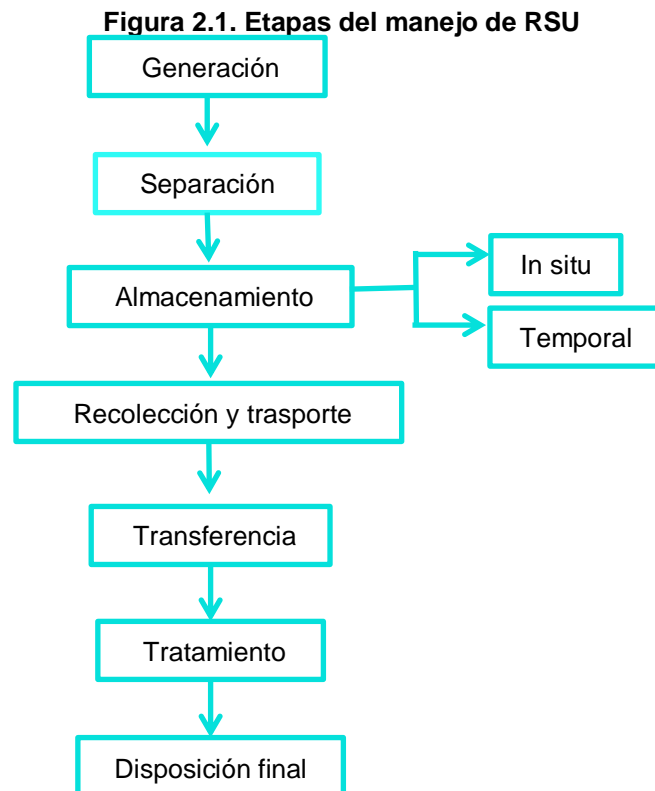 Figura 2.1. Etapas del manejo de RSU
Generación
Separación
Almacenamiento
In situ
Temporal
Recolección y trasporte
Transferencia
Tratamiento
Disposición final